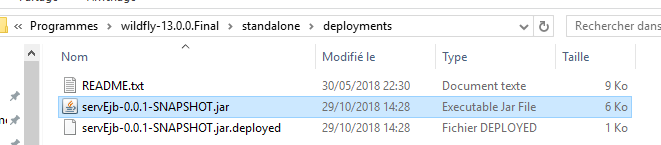 Programmes > wildfly-13.0.0.Final > standalone > deployments
Rechercher dans
Nom Modifié le Type Taille
README.txt 30/05/2018 22:30 Document texte 9 Ko
servEjb-0.0.1-SNAPSHOT.jar 29/10/2018 14:28 Executable Jar File 6 Ko
servEjb-0.0.1-SNAPSHOT.jar.deployed 29/10/2018 14:28 Fichier DEPLOYED 1 Ko